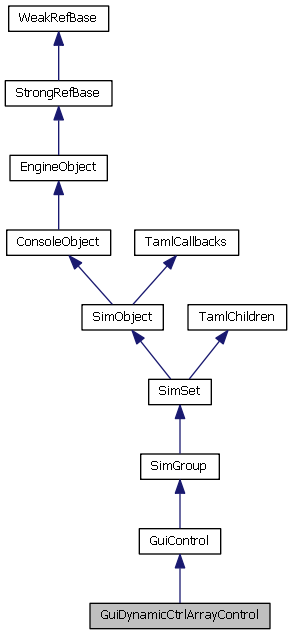 WeakRefBase
StrongRefBase
EngineObject
ConsoleObject
TamlCallbacks
SimObject
TamlChildren
SimSet
SimGroup
GuiControl
GuiDynamicCtrlArrayControl